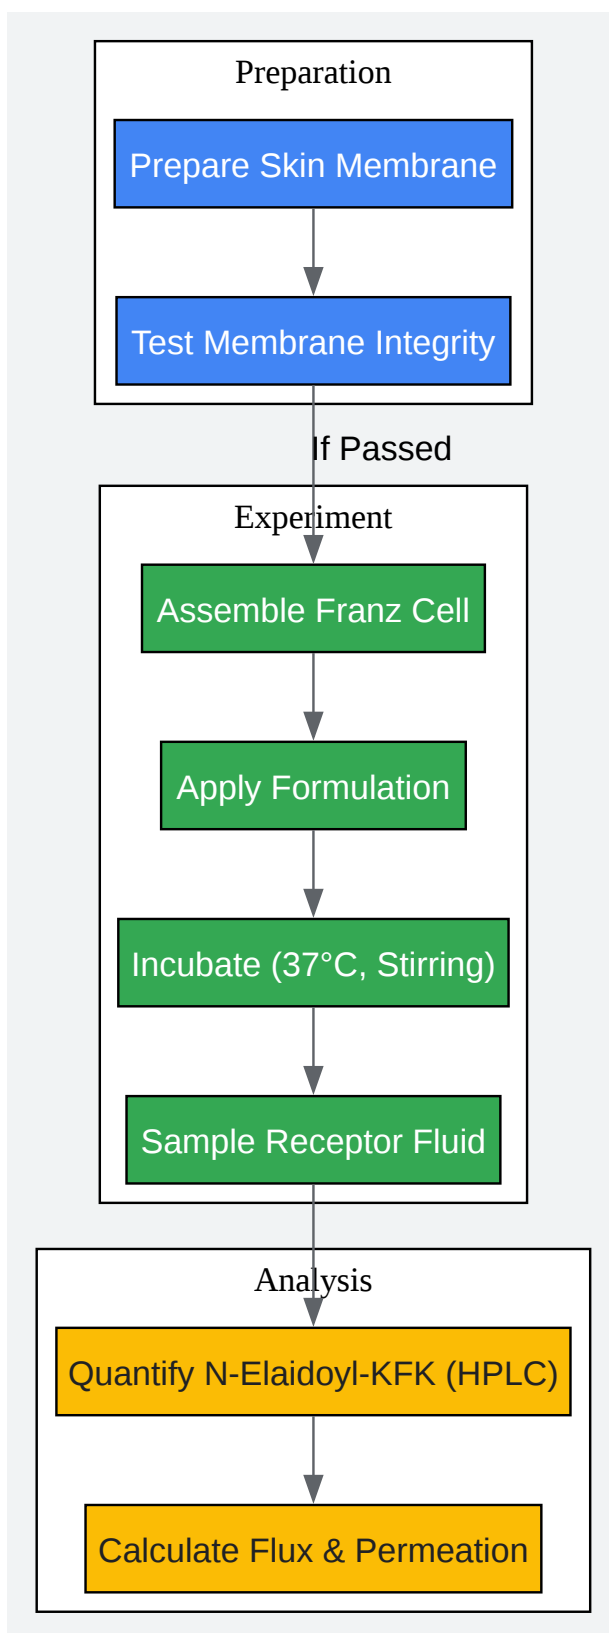 Preparation
Prepare Skin Membrane
Test Membrane Integrity
If Passed
Experiment
Assemble Franz Cell
Apply Formulation
Incubate (37°C, Stirring)
Sample Receptor Fluid
Analysis
Quantify N-Elaidoyl-KFK (HPLC)
Calculate Flux & Permeation